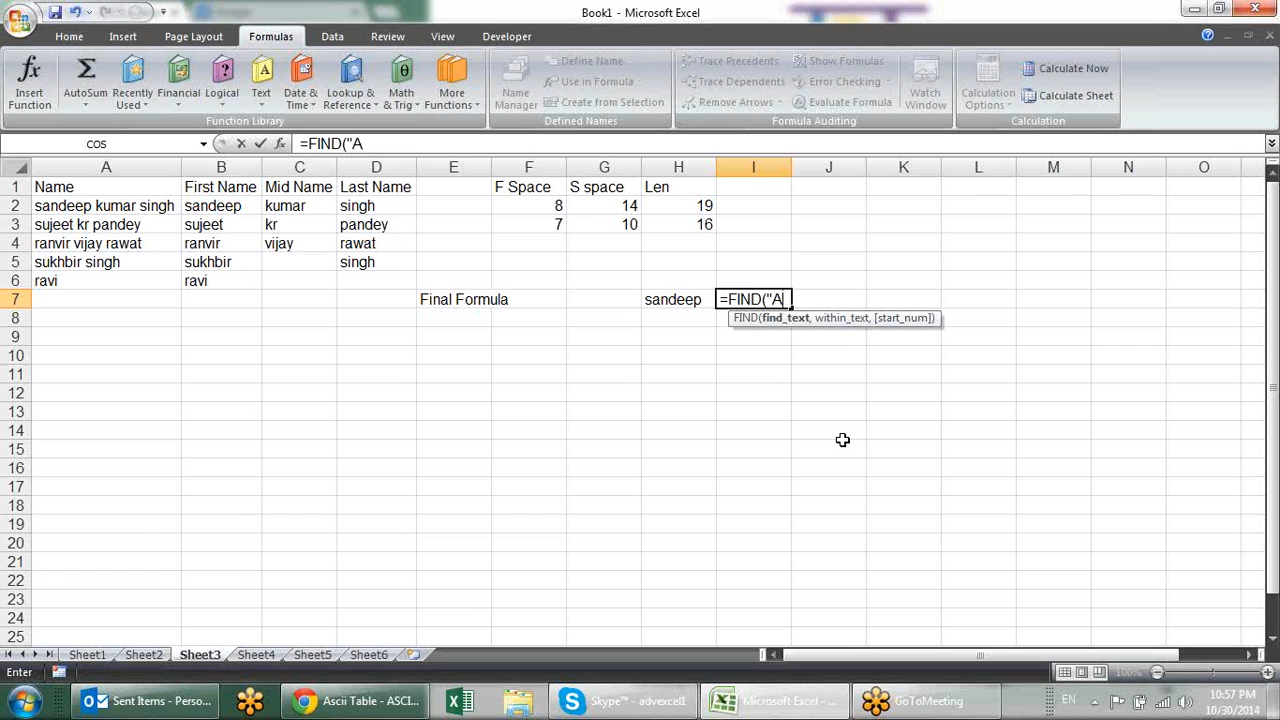 Book1 - Microsoft Excel
Home Insert Page Layout Formulas Data Review View Developer
Insert Function
AutoSum
Recently Used
Financial
Logical
Text
Date & Time
Lookup & Reference
Math & Trig
More Functions
Function Library
Name Manager
Define Name
Use in Formula
Create from Selection
Defined Names
Trace Precedents
Trace Dependents
Remove Arrows
Show Formulas
Error Checking
Evaluate Formula
Formula Auditing
Watch Window
Calculation Options
Calculate Now
Calculate Sheet
Calculation
COS =FIND("A
A B C D E F G H I J K L M N O
1 Name First Name Mid Name Last Name F Space S space Len
2 sandeep kumar singh sandeep kumar singh 8 14 19
3 sujeet kr pandey sujeet kr pandey 7 10 16
4 ranvir vijay rawat ranvir vijay rawat
5 sukhbir singh sukhbir singh
6 ravi ravi
7 Final Formula sandeep =FIND("A
8 FIND(find_text, within_text, [start_num])
9
10
11
12
13
14
15
16
17
18
19
20
21
22
23
24
25
Sheet1 Sheet2 Sheet3 Sheet4 Sheet5 Sheet6
Enter 100%
Sent Items - Perso... Ascii Table - ASCI... Skype™ - advexcel1 Microsoft Excel - ... GoToMeeting EN 10:57 PM
10/30/2014